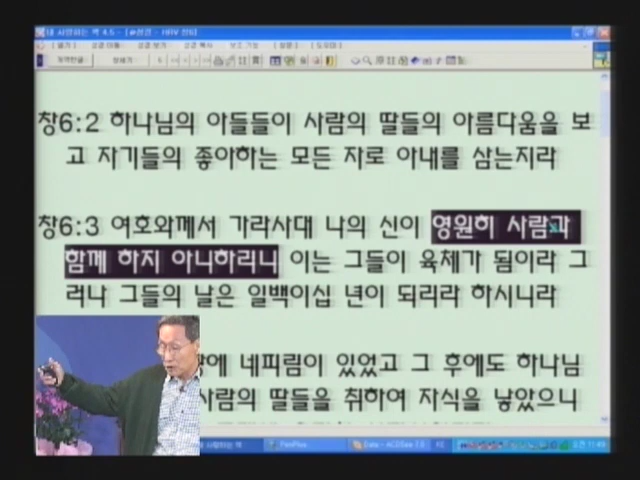 창6:2 하나님의 아들들이 사람의 딸들의 아름다움을 보
고 자기들의 좋아하는 모든 자로 아내를 삼는지라
창6:3 여호와께서 가라사대 나의 신이 영원히 사람과
함께 하지 아니하리니 이는 그들이 육체가 됨이라 그
러나 그들의 날은 일백이십 년이 되리라 하시니라
네피림이 있었고 그 후에도 하나님
사람의 딸들을 취하여 자식을 낳았으니